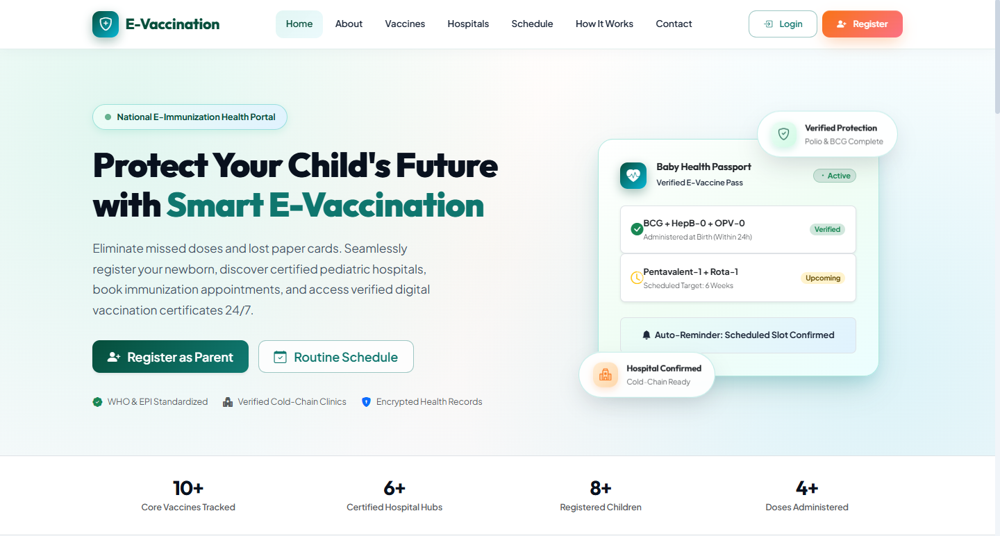 E-Vaccination
Home
About
Vaccines
Hospitals
Schedule
How It Works
Contact
Login
Register
National E-Immunization Health Portal
Protect Your Child's Future
with Smart E-Vaccination
Eliminate missed doses and lost paper cards. Seamlessly
register your newborn, discover certified pediatric hospitals,
book immunization appointments, and access verified digital
vaccination certificates 24/7.
Register as Parent
Routine Schedule
WHO & EPI Standardized
Verified Cold-Chain Clinics
Encrypted Health Records
Verified Protection
Polio & BCG Complete
Baby Health Passport
Verified E-Vaccine Pass
· Active
BCG + HepB-0 + OPV-0
Administered at Birth (Within 24h)
Verified
Pentavalent-1 + Rota-1
Scheduled Target: 6 Weeks
Upcoming
Auto-Reminder: Scheduled Slot Confirmed
Hospital Confirmed
Cold-Chain Ready
10+
Core Vaccines Tracked
6+
Certified Hospital Hubs
8+
Registered Children
4+
Doses Administered